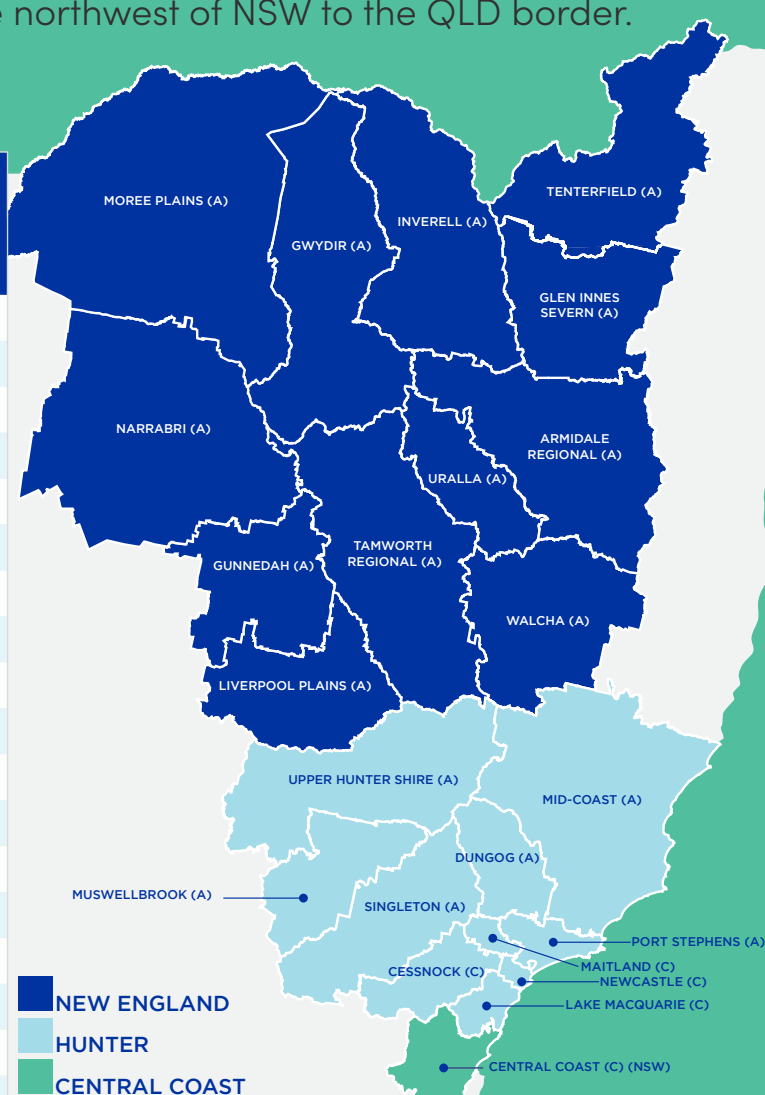 northwest of NSW to the QLD border.
MOREE PLAINS (A)
TENTERFIELD (A)
INVERELL (A)
GWYDIR (A)
GLEN INNES
SEVERN (A)
NARRABRI (A)
ARMIDALE
REGIONAL (A)
URALLA (A)
TAMWORTH
REGIONAL (A)
GUNNEDAH (A)
WALCHA (A)
LIVERPOOL PLAINS (A)
UPPER HUNTER SHIRE (A)
MID-COAST (A)
DUNGOG (A)
MUSWELLBROOK (A)
SINGLETON (A)
PORT STEPHENS (A)
MAITLAND (C)
CESSNOCK (C)
NEWCASTLE (C)
LAKE MACQUARIE (C)
CENTRAL COAST (C) (NSW)
NEW ENGLAND
HUNTER
CENTRAL COAST